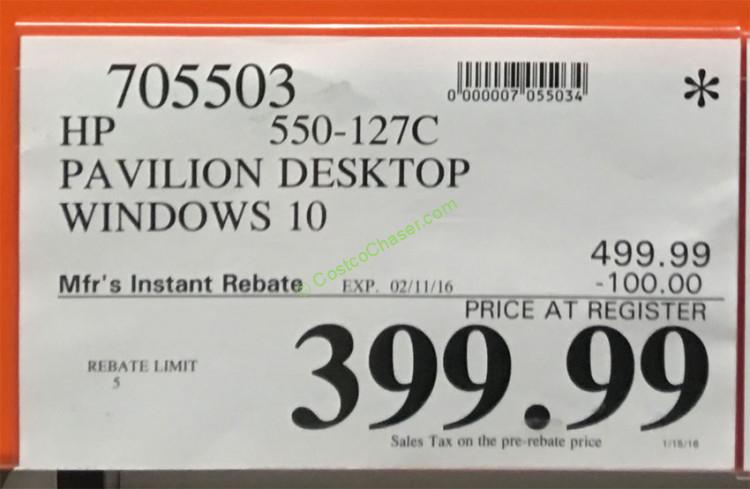 705503
0 000007 055034
*
HP 550-127C
PAVILION DESKTOP
WINDOWS 10
© CostcoChaser.com
499.99
Mfr's Instant Rebate EXP. 02/11/16 -100.00
PRICE AT REGISTER
399.99
REBATE LIMIT
5
Sales Tax on the pre-rebate price
1/18/16